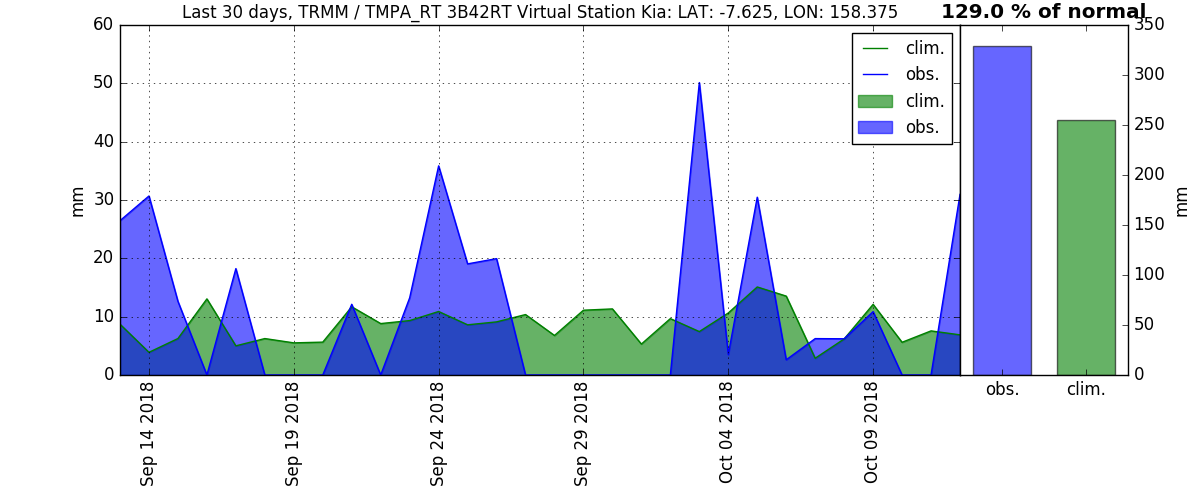 Last 30 days, TRMM / TMPA_RT 3B42RT Virtual Station Kia: LAT: -7.625, LON: 158.375
129.0 % of normal
60
50
40
30
20
10
0
mm
clim.
obs.
clim.
obs.
350
300
250
200
150
100
50
0
mm
Sep 14 2018
Sep 19 2018
Sep 24 2018
Sep 29 2018
Oct 04 2018
Oct 09 2018
obs.
clim.